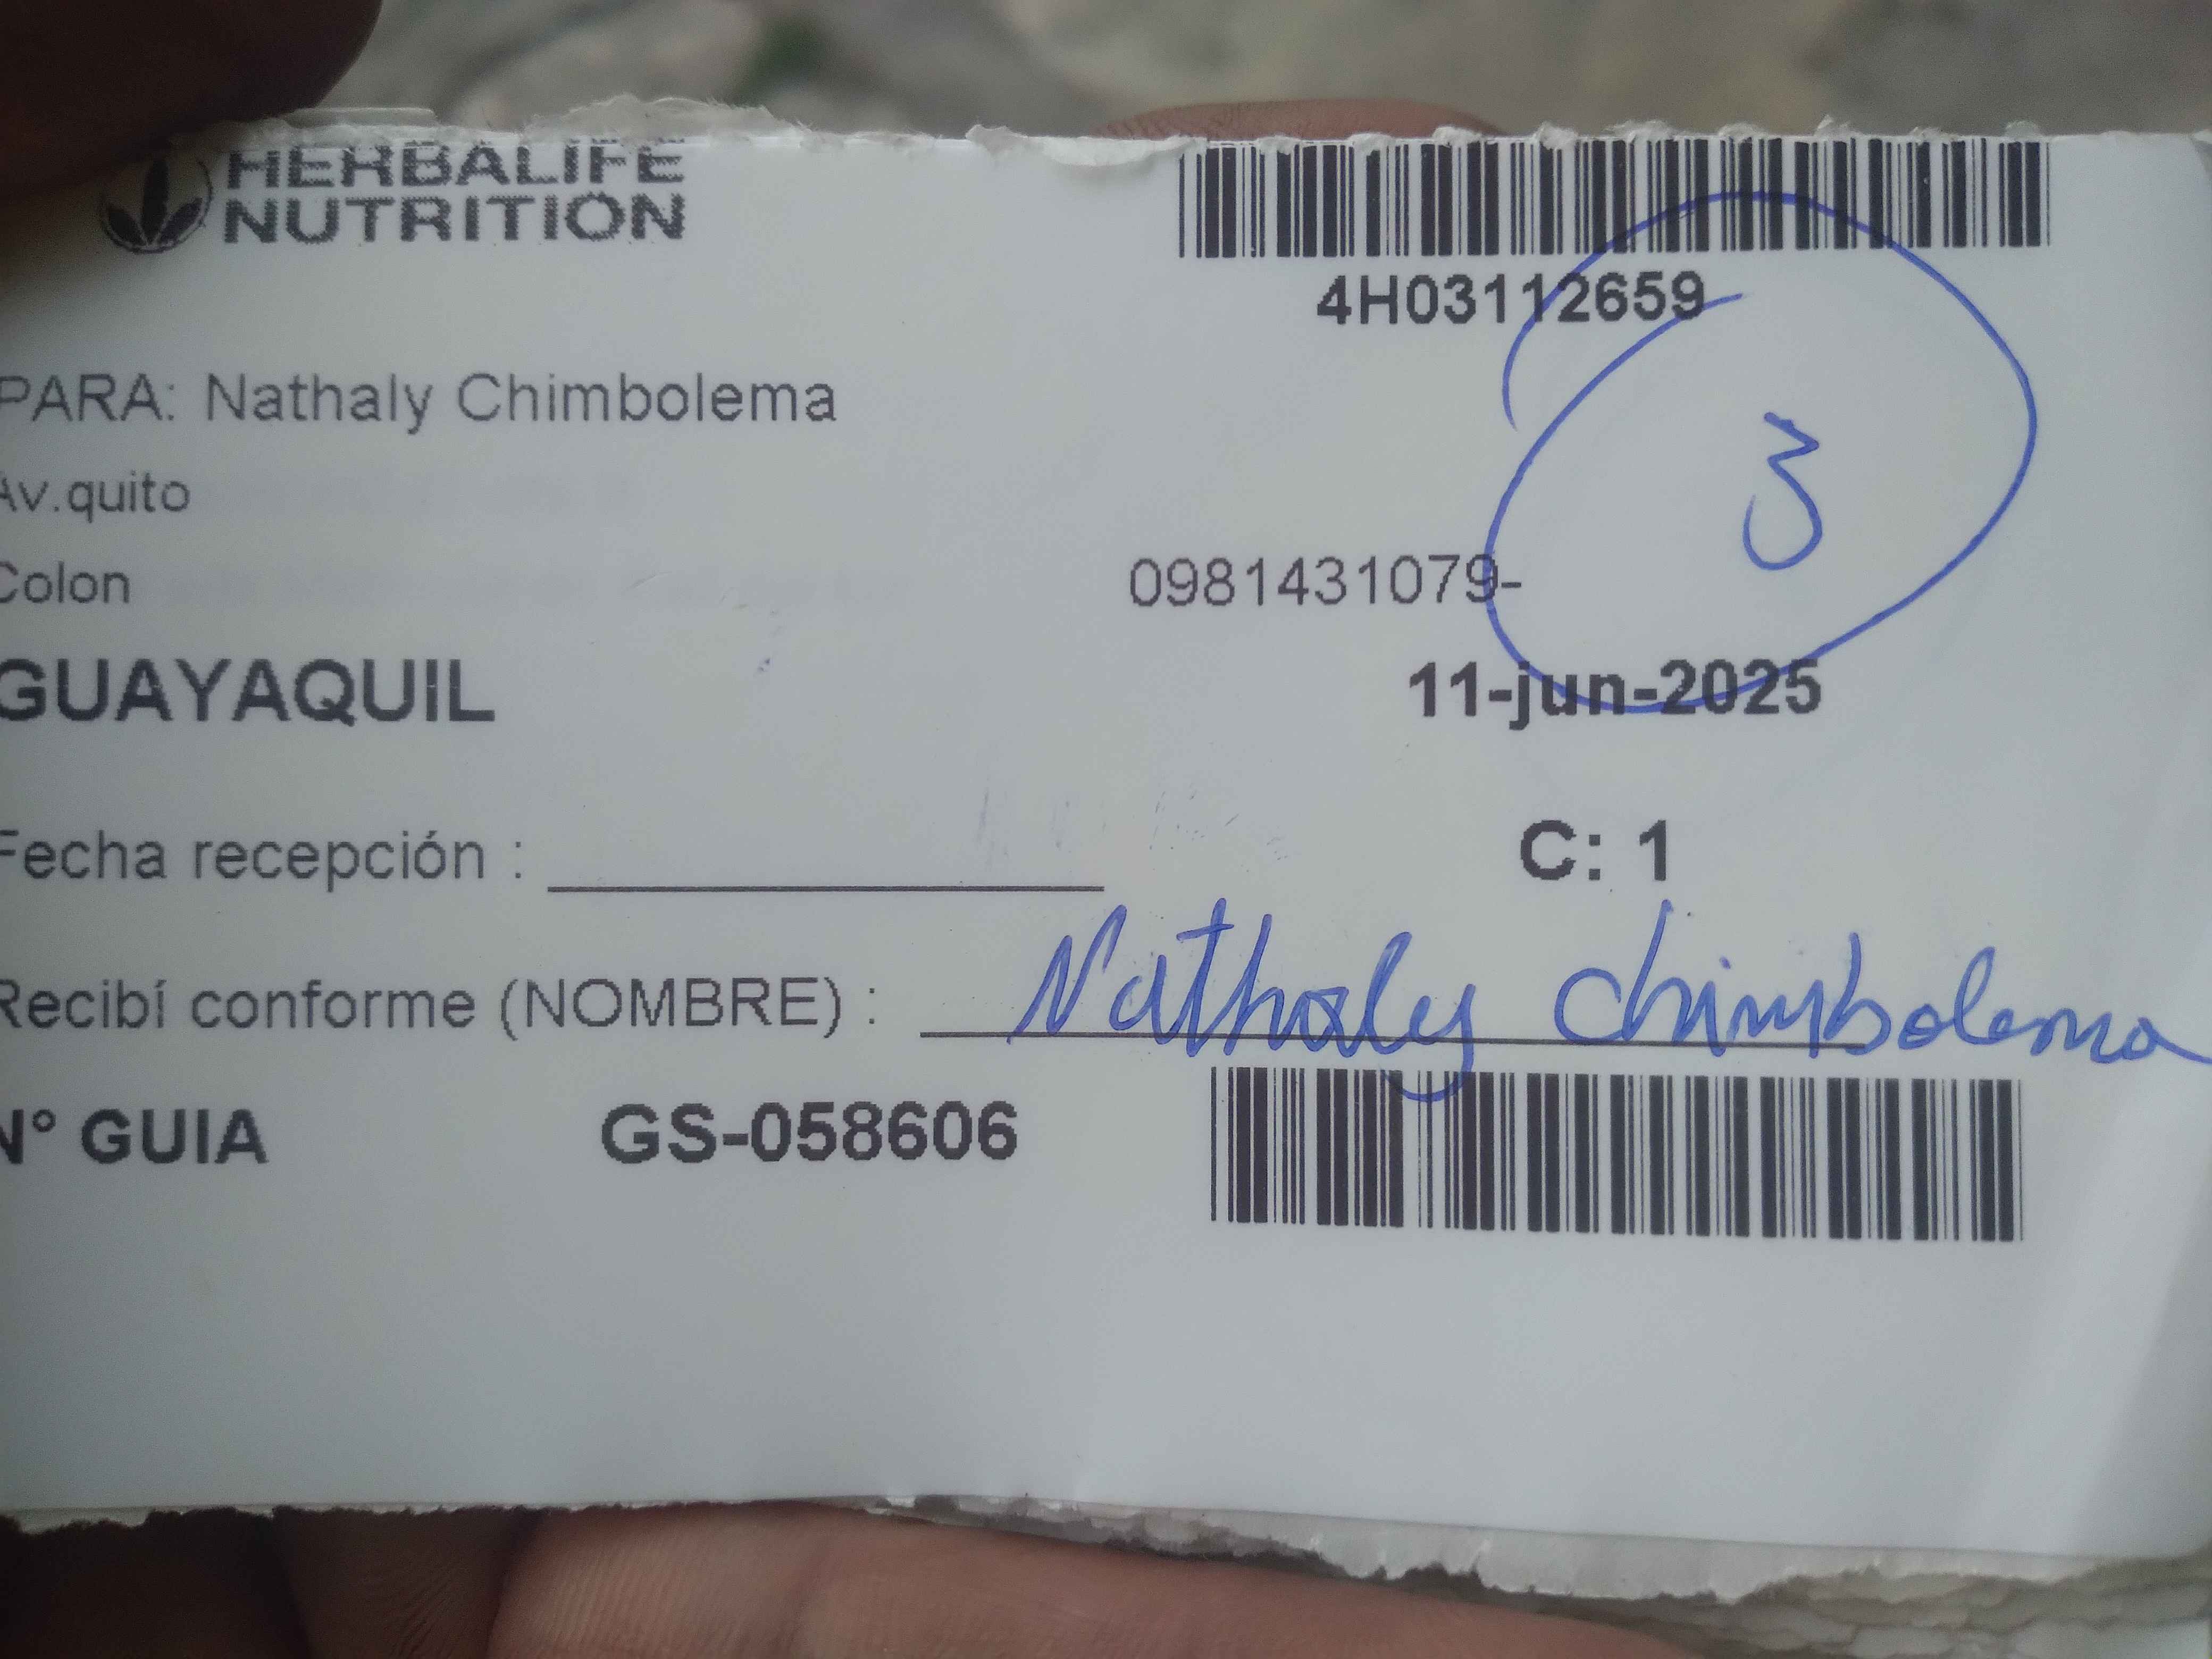 HERBALIFE
NUTRITION
4H03112659
PARA: Nathaly Chimbolema
3
Av.quito
Colon
0981431079-
GUAYAQUIL
11-jun-2025
Fecha recepción :
C: 1
Recibí conforme (NOMBRE) : Nathaly Chimbolema
N° GUIA GS-058606